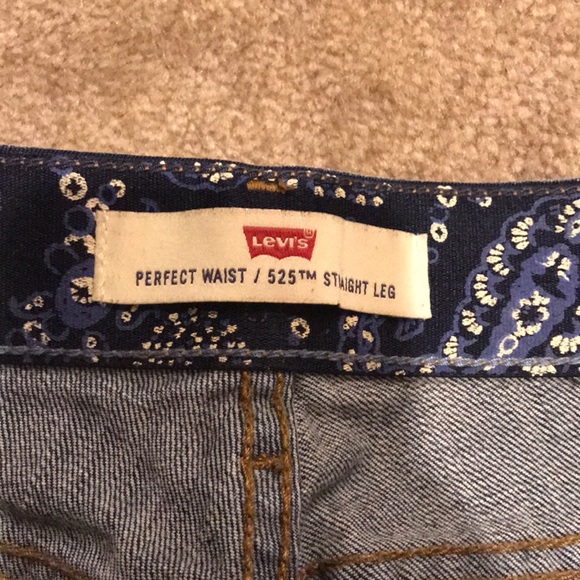 LEVI'S
PERFECT WAIST / 525™ STRAIGHT LEG